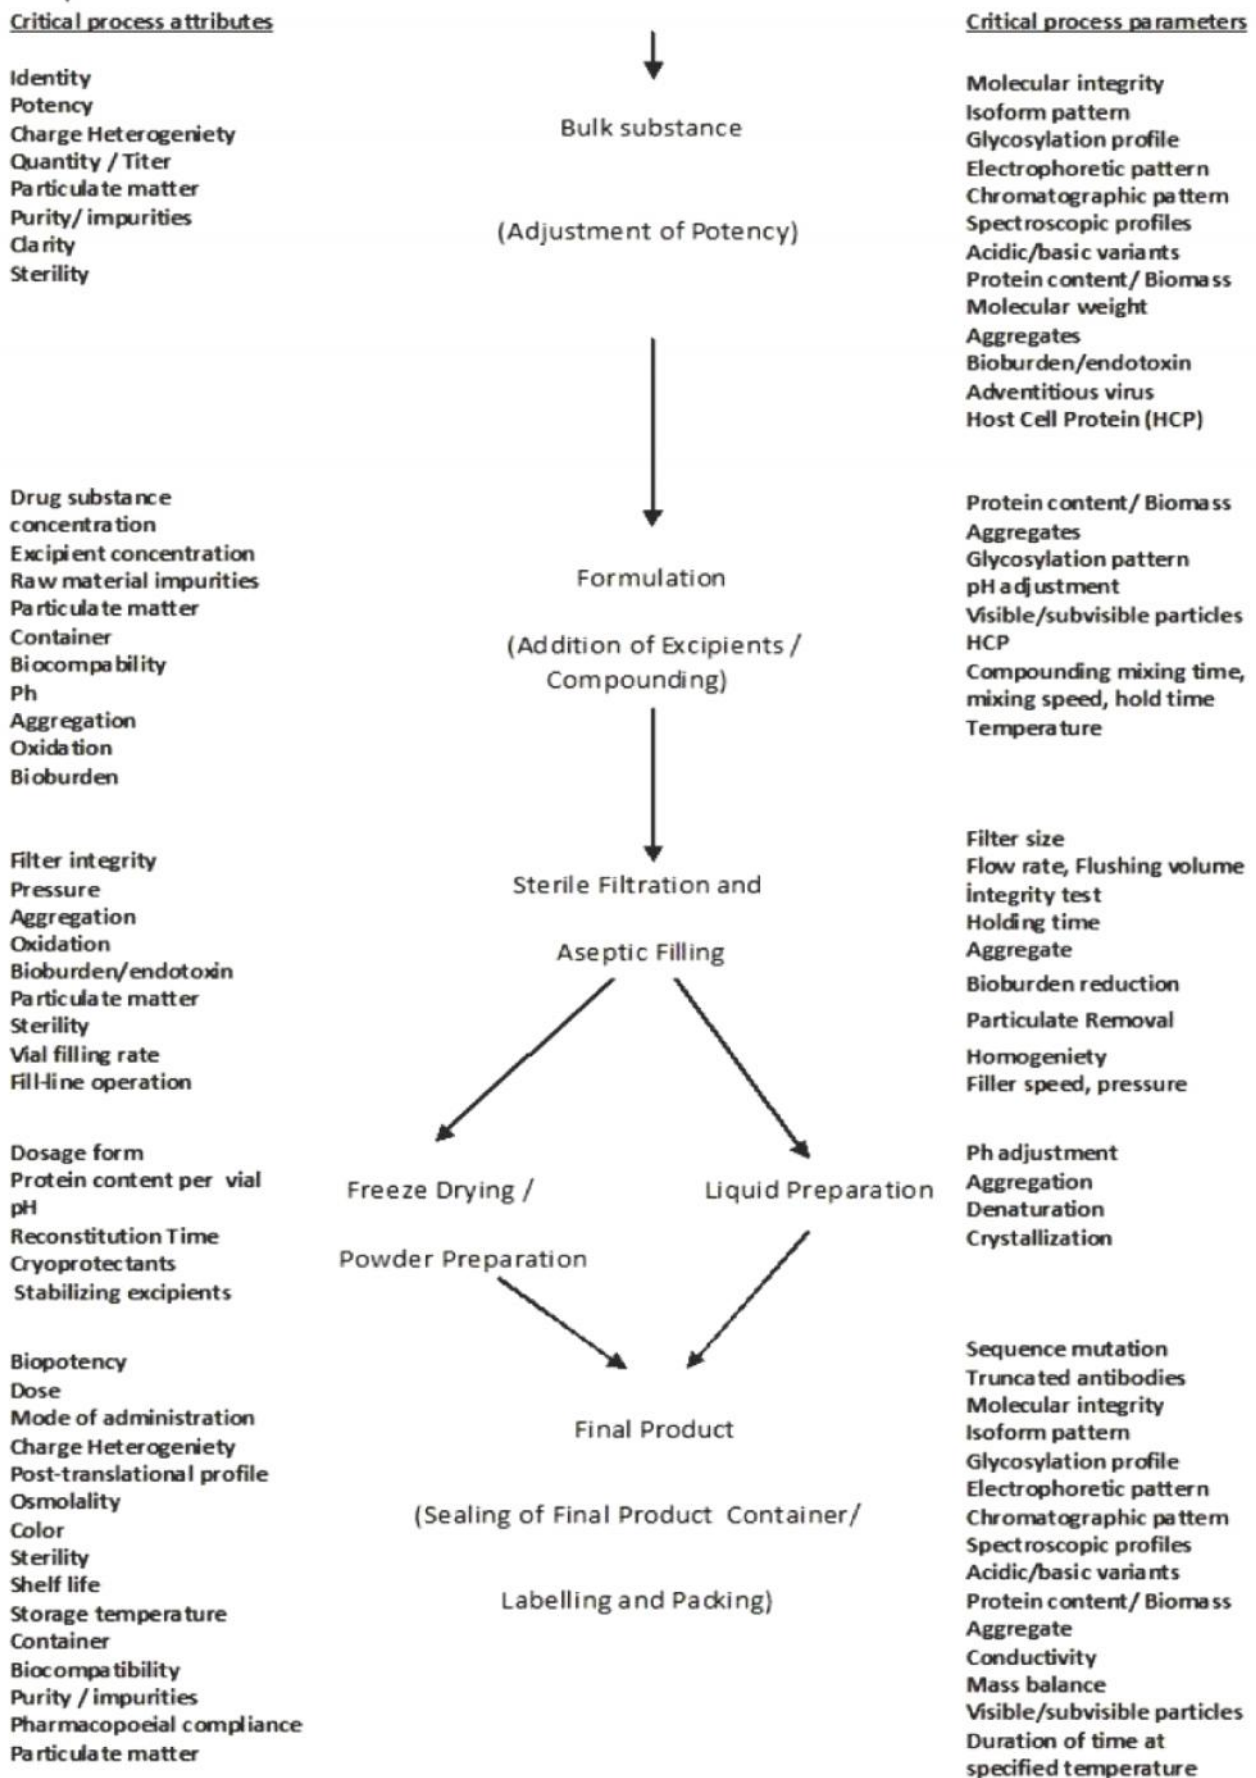 Critical process attributes
Identity
Potency
Charge Heterogeniety
Quantity / Titer
Particulate matter
Purity/ impurities
Clarity
Sterility
Drug substance
concentration
Excipient concentration
Raw material impurities
Particulate matter
Container
Biocompability
Ph
Aggregation
Oxidation
Bioburden
Filter integrity
Pressure
Aggregation
Oxidation
Bioburden/endotoxin
Particulate matter
Sterility
Vial filling rate
Fill-line operation
Dosage form
Protein content per vial
pH
Reconstitution Time
Cryoprotectants
Stabilizing excipients
Biopotency
Dose
Mode of administration
Charge Heterogeniety
Post-translational profile
Osmolality
Color
Sterility
Shelf life
Storage temperature
Container
Biocompatibility
Purity / impurities
Pharmacopoeial compliance
Particulate matter
Bulk substance
(Adjustment of Potency)
Formulation
(Addition of Excipients /
Compounding)
Sterile Filtration and
Aseptic Filling
Freeze Drying /
Powder Preparation
Liquid Preparation
Final Product
(Sealing of Final Product Container/
Labelling and Packing)
Critical process parameters
Molecular integrity
Isoform pattern
Glycosylation profile
Electrophoretic pattern
Chromatographic pattern
Spectroscopic profiles
Acidic/basic variants
Protein content/ Biomass
Molecular weight
Aggregates
Bioburden/endotoxin
Adventitious virus
Host Cell Protein (HCP)
Protein content/ Biomass
Aggregates
Glycosylation pattern
pH adjustment
Visible/subvisible particles
HCP
Compounding mixing time,
mixing speed, hold time
Temperature
Filter size
Flow rate, Flushing volume
İntegrity test
Holding time
Aggregate
Bioburden reduction
Particulate Removal
Homogeniety
Filler speed, pressure
Ph adjustment
Aggregation
Denaturation
Crystallization
Sequence mutation
Truncated antibodies
Molecular integrity
Isoform pattern
Glycosylation profile
Electrophoretic pattern
Chromatographic pattern
Spectroscopic profiles
Acidic/basic variants
Protein content/ Biomass
Aggregate
Conductivity
Mass balance
Visible/subvisible particles
Duration of time at
specified temperature